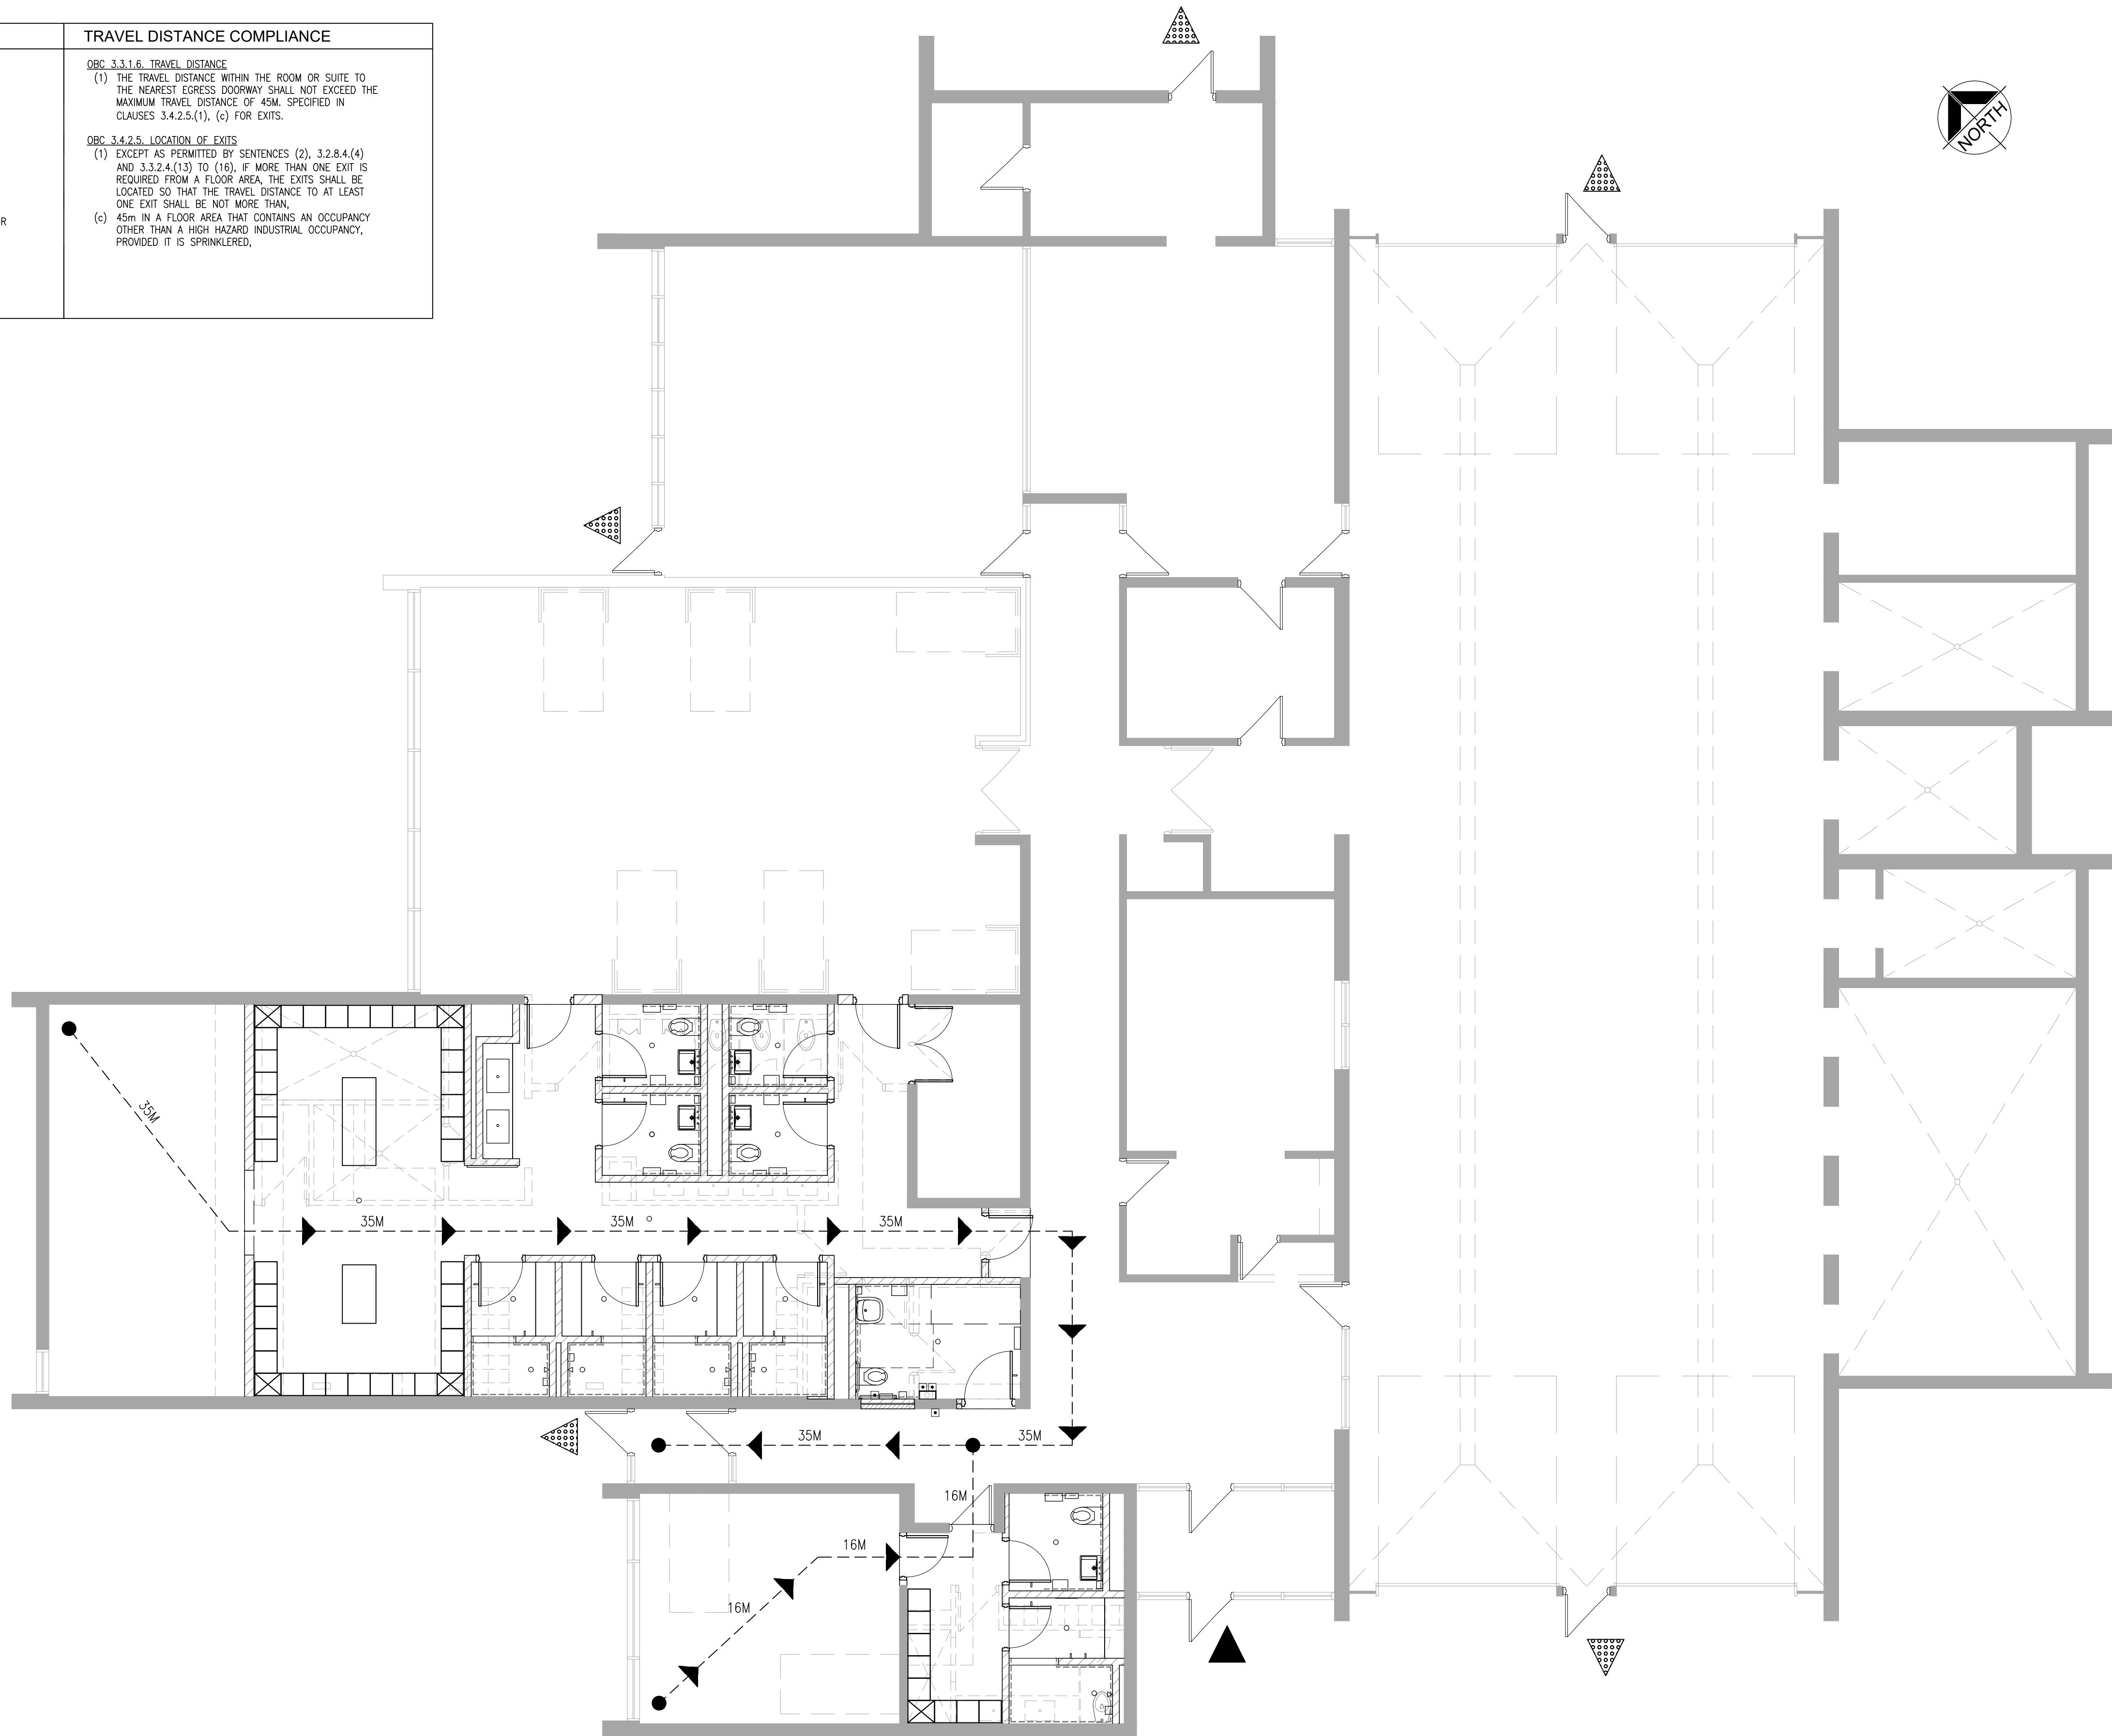 TRAVEL DISTANCE COMPLIANCE
OBC 3.3.1.6. TRAVEL DISTANCE
(1) THE TRAVEL DISTANCE WITHIN THE ROOM OR SUITE TO
THE NEAREST EGRESS DOORWAY SHALL NOT EXCEED THE
MAXIMUM TRAVEL DISTANCE OF 45M. SPECIFIED IN
CLAUSES 3.4.2.5.(1), (c) FOR EXITS.
OBC 3.4.2.5. LOCATION OF EXITS
(1) EXCEPT AS PERMITTED BY SENTENCES (2), 3.2.8.4.(4)
AND 3.3.2.4.(13) TO (16), IF MORE THAN ONE EXIT IS
REQUIRED FROM A FLOOR AREA, THE EXITS SHALL BE
LOCATED SO THAT THE TRAVEL DISTANCE TO AT LEAST
ONE EXIT SHALL BE NOT MORE THAN,
(c) 45m IN A FLOOR AREA THAT CONTAINS AN OCCUPANCY
OTHER THAN A HIGH HAZARD INDUSTRIAL OCCUPANCY,
PROVIDED IT IS SPRINKLERED,
R
NORTH
35M
35M
35M
35M
35M
35M
16M
16M
16M